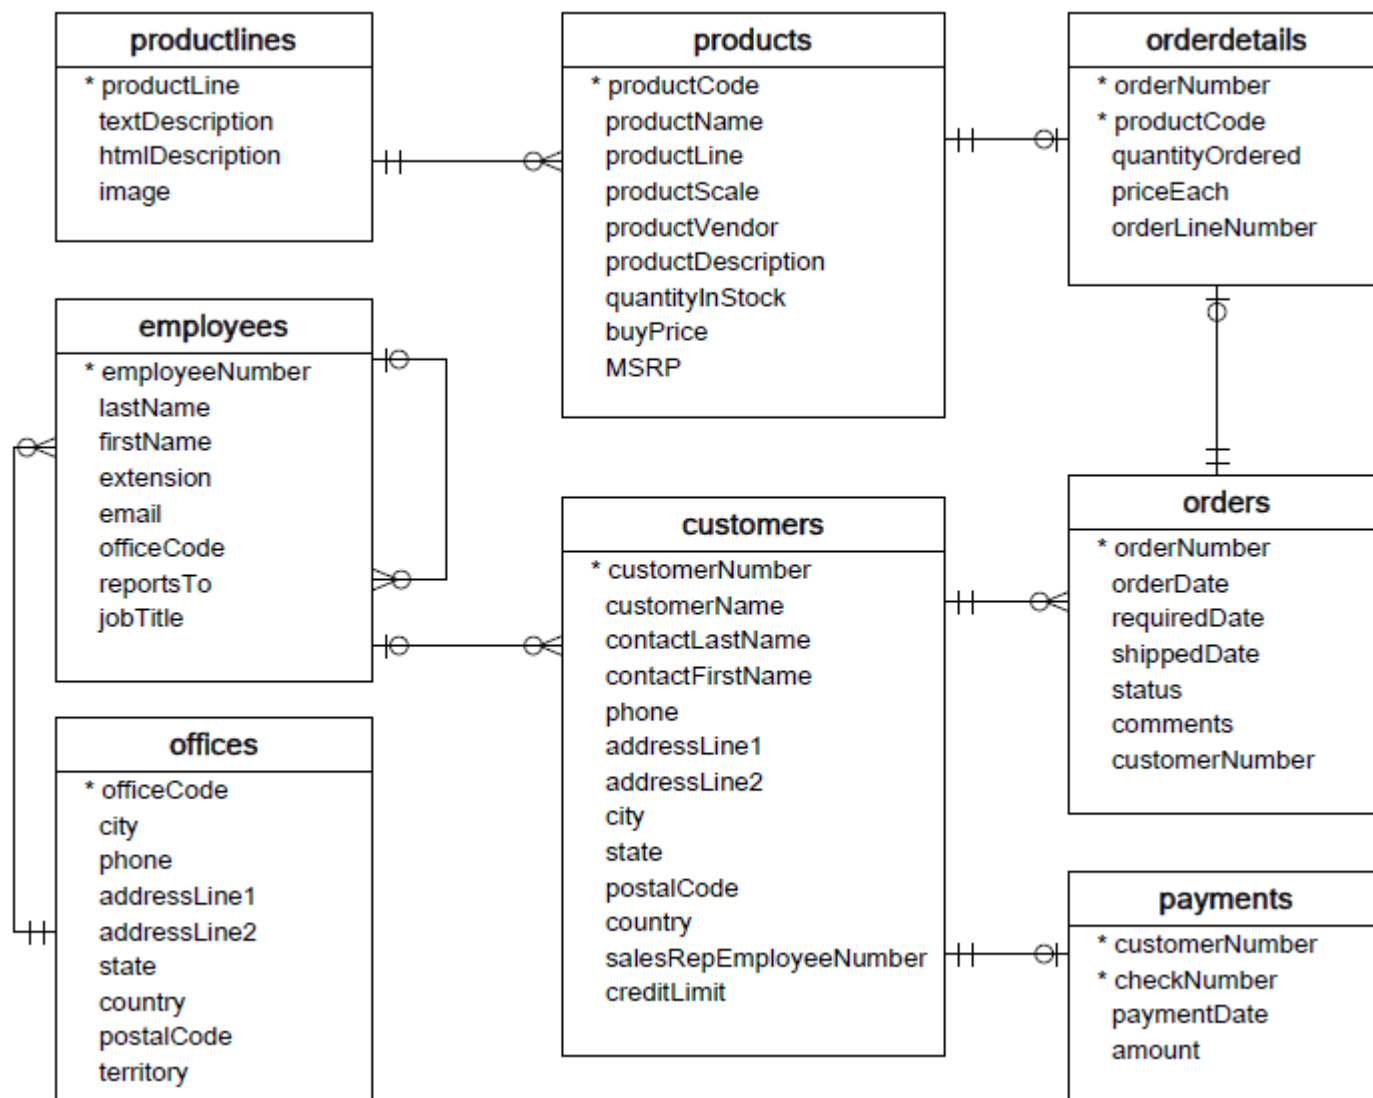 productlines
* productLine
textDescription
htmlDescription
image
products
* productCode
productName
productLine
productScale
productVendor
productDescription
quantityInStock
buyPrice
MSRP
orderdetails
* orderNumber
* productCode
quantityOrdered
priceEach
orderLineNumber
employees
* employeeNumber
lastName
firstName
extension
email
officeCode
reportsTo
jobTitle
customers
* customerNumber
customerName
contactLastName
contactFirstName
phone
addressLine1
addressLine2
city
state
postalCode
country
salesRepEmployeeNumber
creditLimit
orders
* orderNumber
orderDate
requiredDate
shippedDate
status
comments
customerNumber
offices
* officeCode
city
phone
addressLine1
addressLine2
state
country
postalCode
territory
payments
* customerNumber
* checkNumber
paymentDate
amount